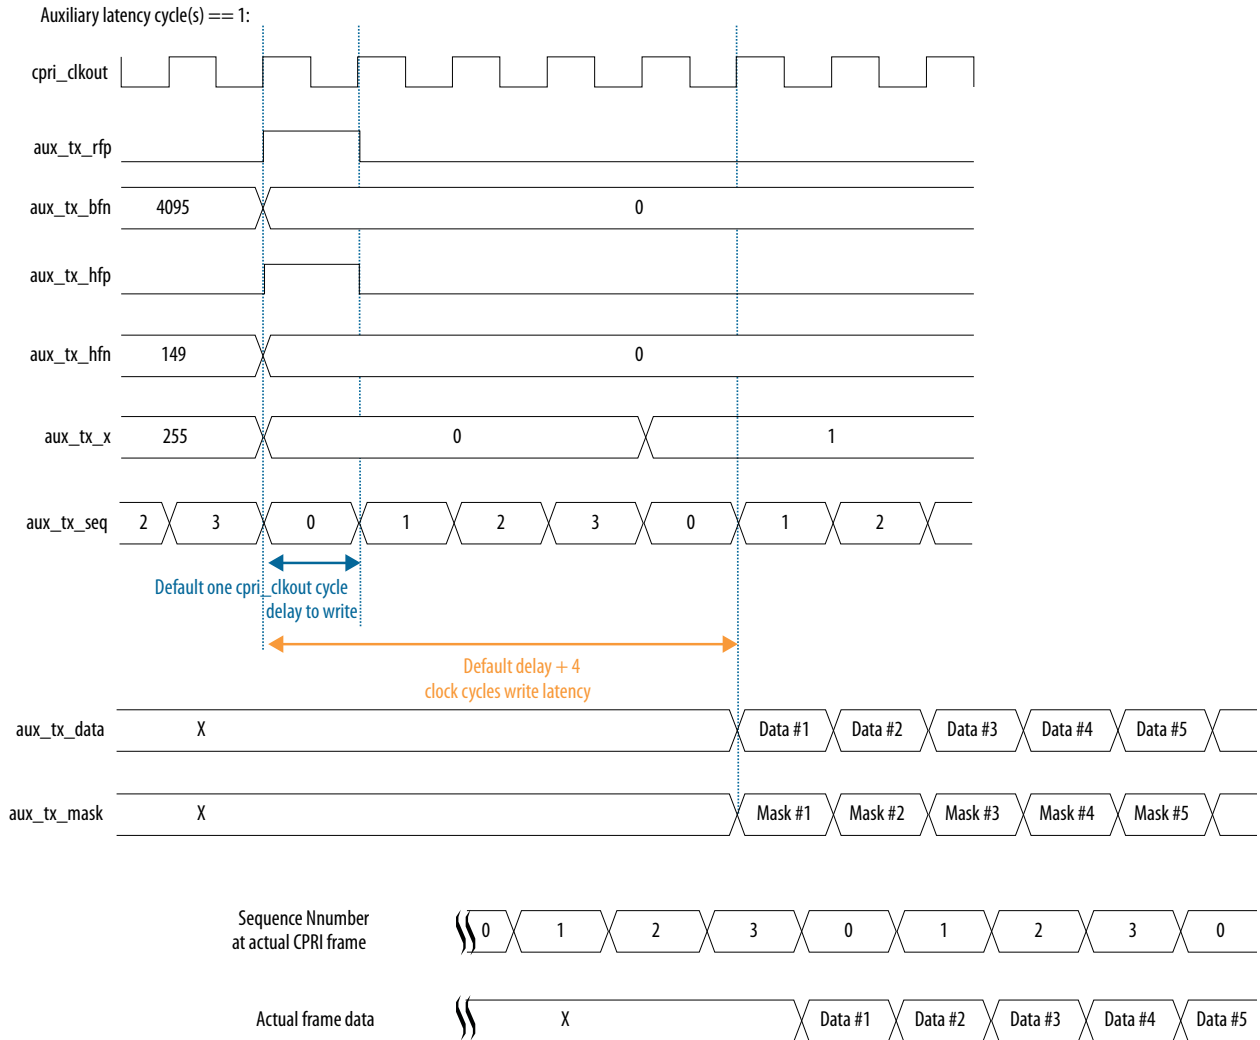 Auxiliary latency cycle(s) == 1:
cpri_clkout
aux_tx_rfp
aux_tx_bfn 4095 0
aux_tx_hfp
aux_tx_hfn 149 0
aux_tx_x 255 0 1
aux_tx_seq 2 3 0 1 2 3 0 1 2
Default one cpri_clkout cycle
delay to write
Default delay + 4
clock cycles write latency
aux_tx_data X Data #1 Data #2 Data #3 Data #4 Data #5
aux_tx_mask X Mask #1 Mask #2 Mask #3 Mask #4 Mask #5
Sequence Nnumber
at actual CPRI frame 0 1 2 3 0 1 2 3 0
Actual frame data X Data #1 Data #2 Data #3 Data #4 Data #5